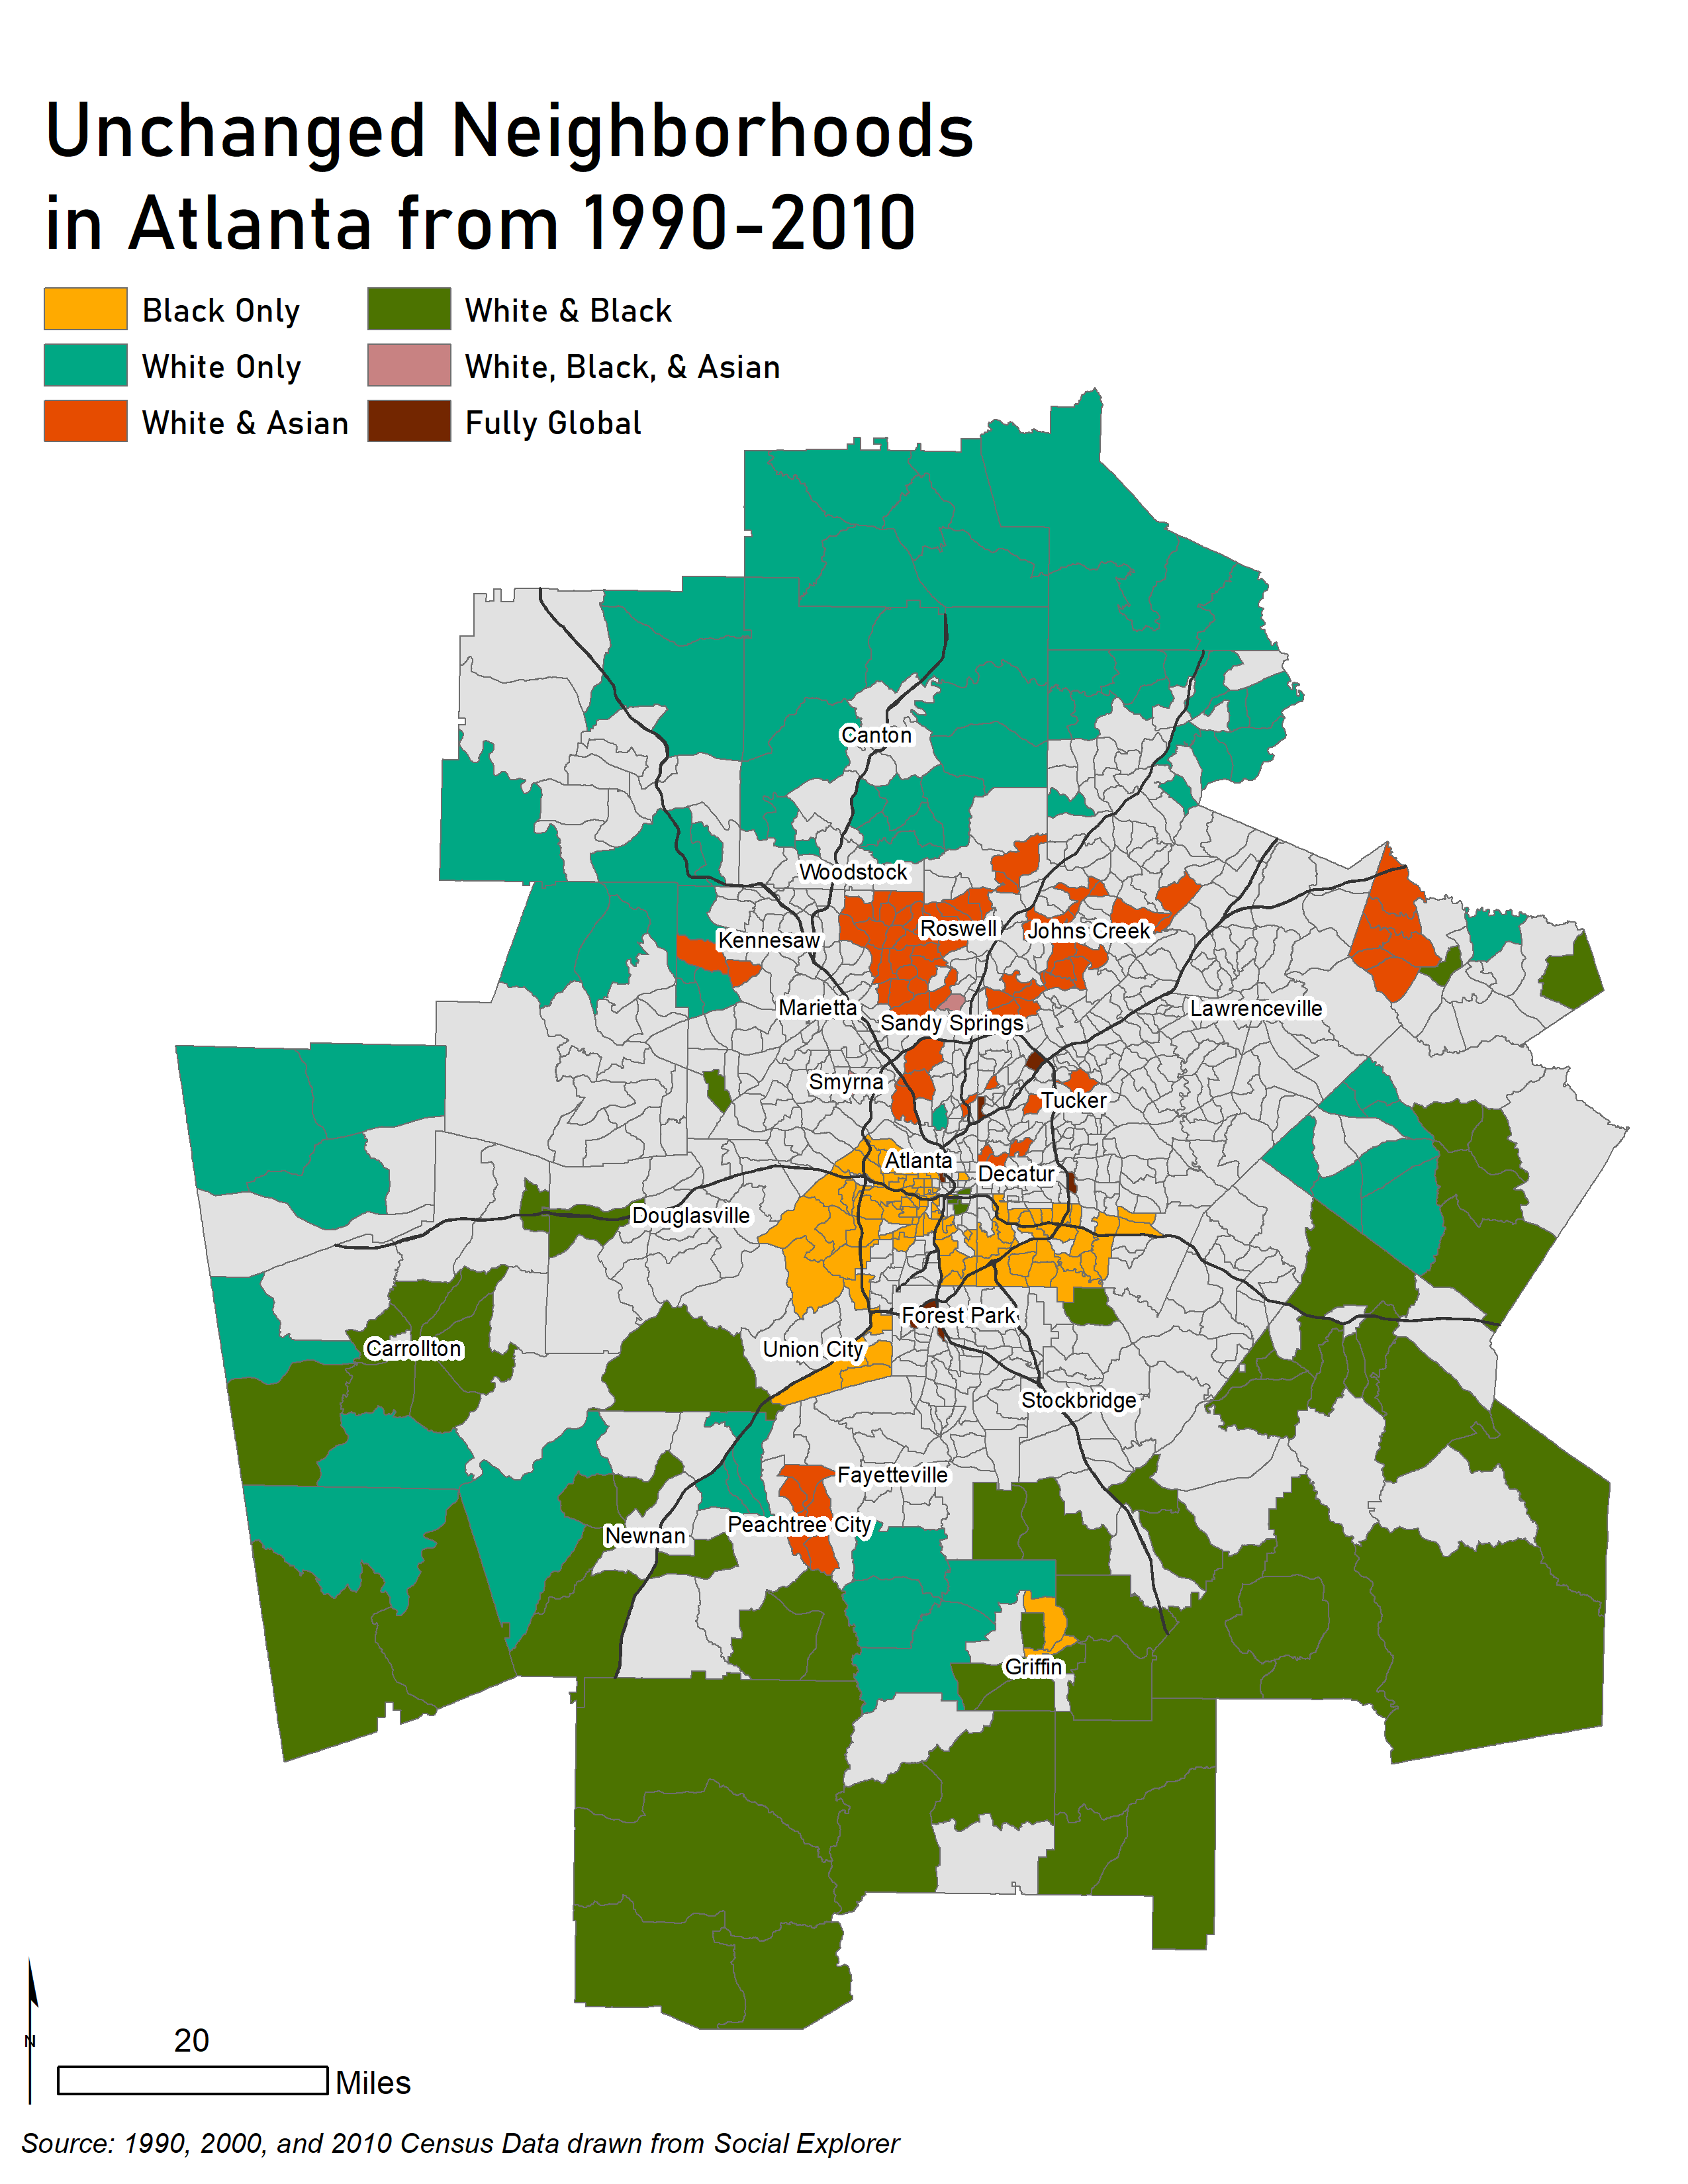 Unchanged Neighborhoods
in Atlanta from 1990-2010
Black Only
White & Black
White Only
White, Black, & Asian
White & Asian
Fully Global
Canton
Woodstock
Roswell
Johns Creek
Kennesaw
Marietta
Lawrenceville
Sandy Springs
Smyrna
Tucker
Atlanta
Decatur
Douglasville
Forest Park
Carrollton
Union City
Stockbridge
Fayetteville
Peachtree City
Newnan
Griffin
N
20
Miles
Source: 1990, 2000, and 2010 Census Data drawn from Social Explorer